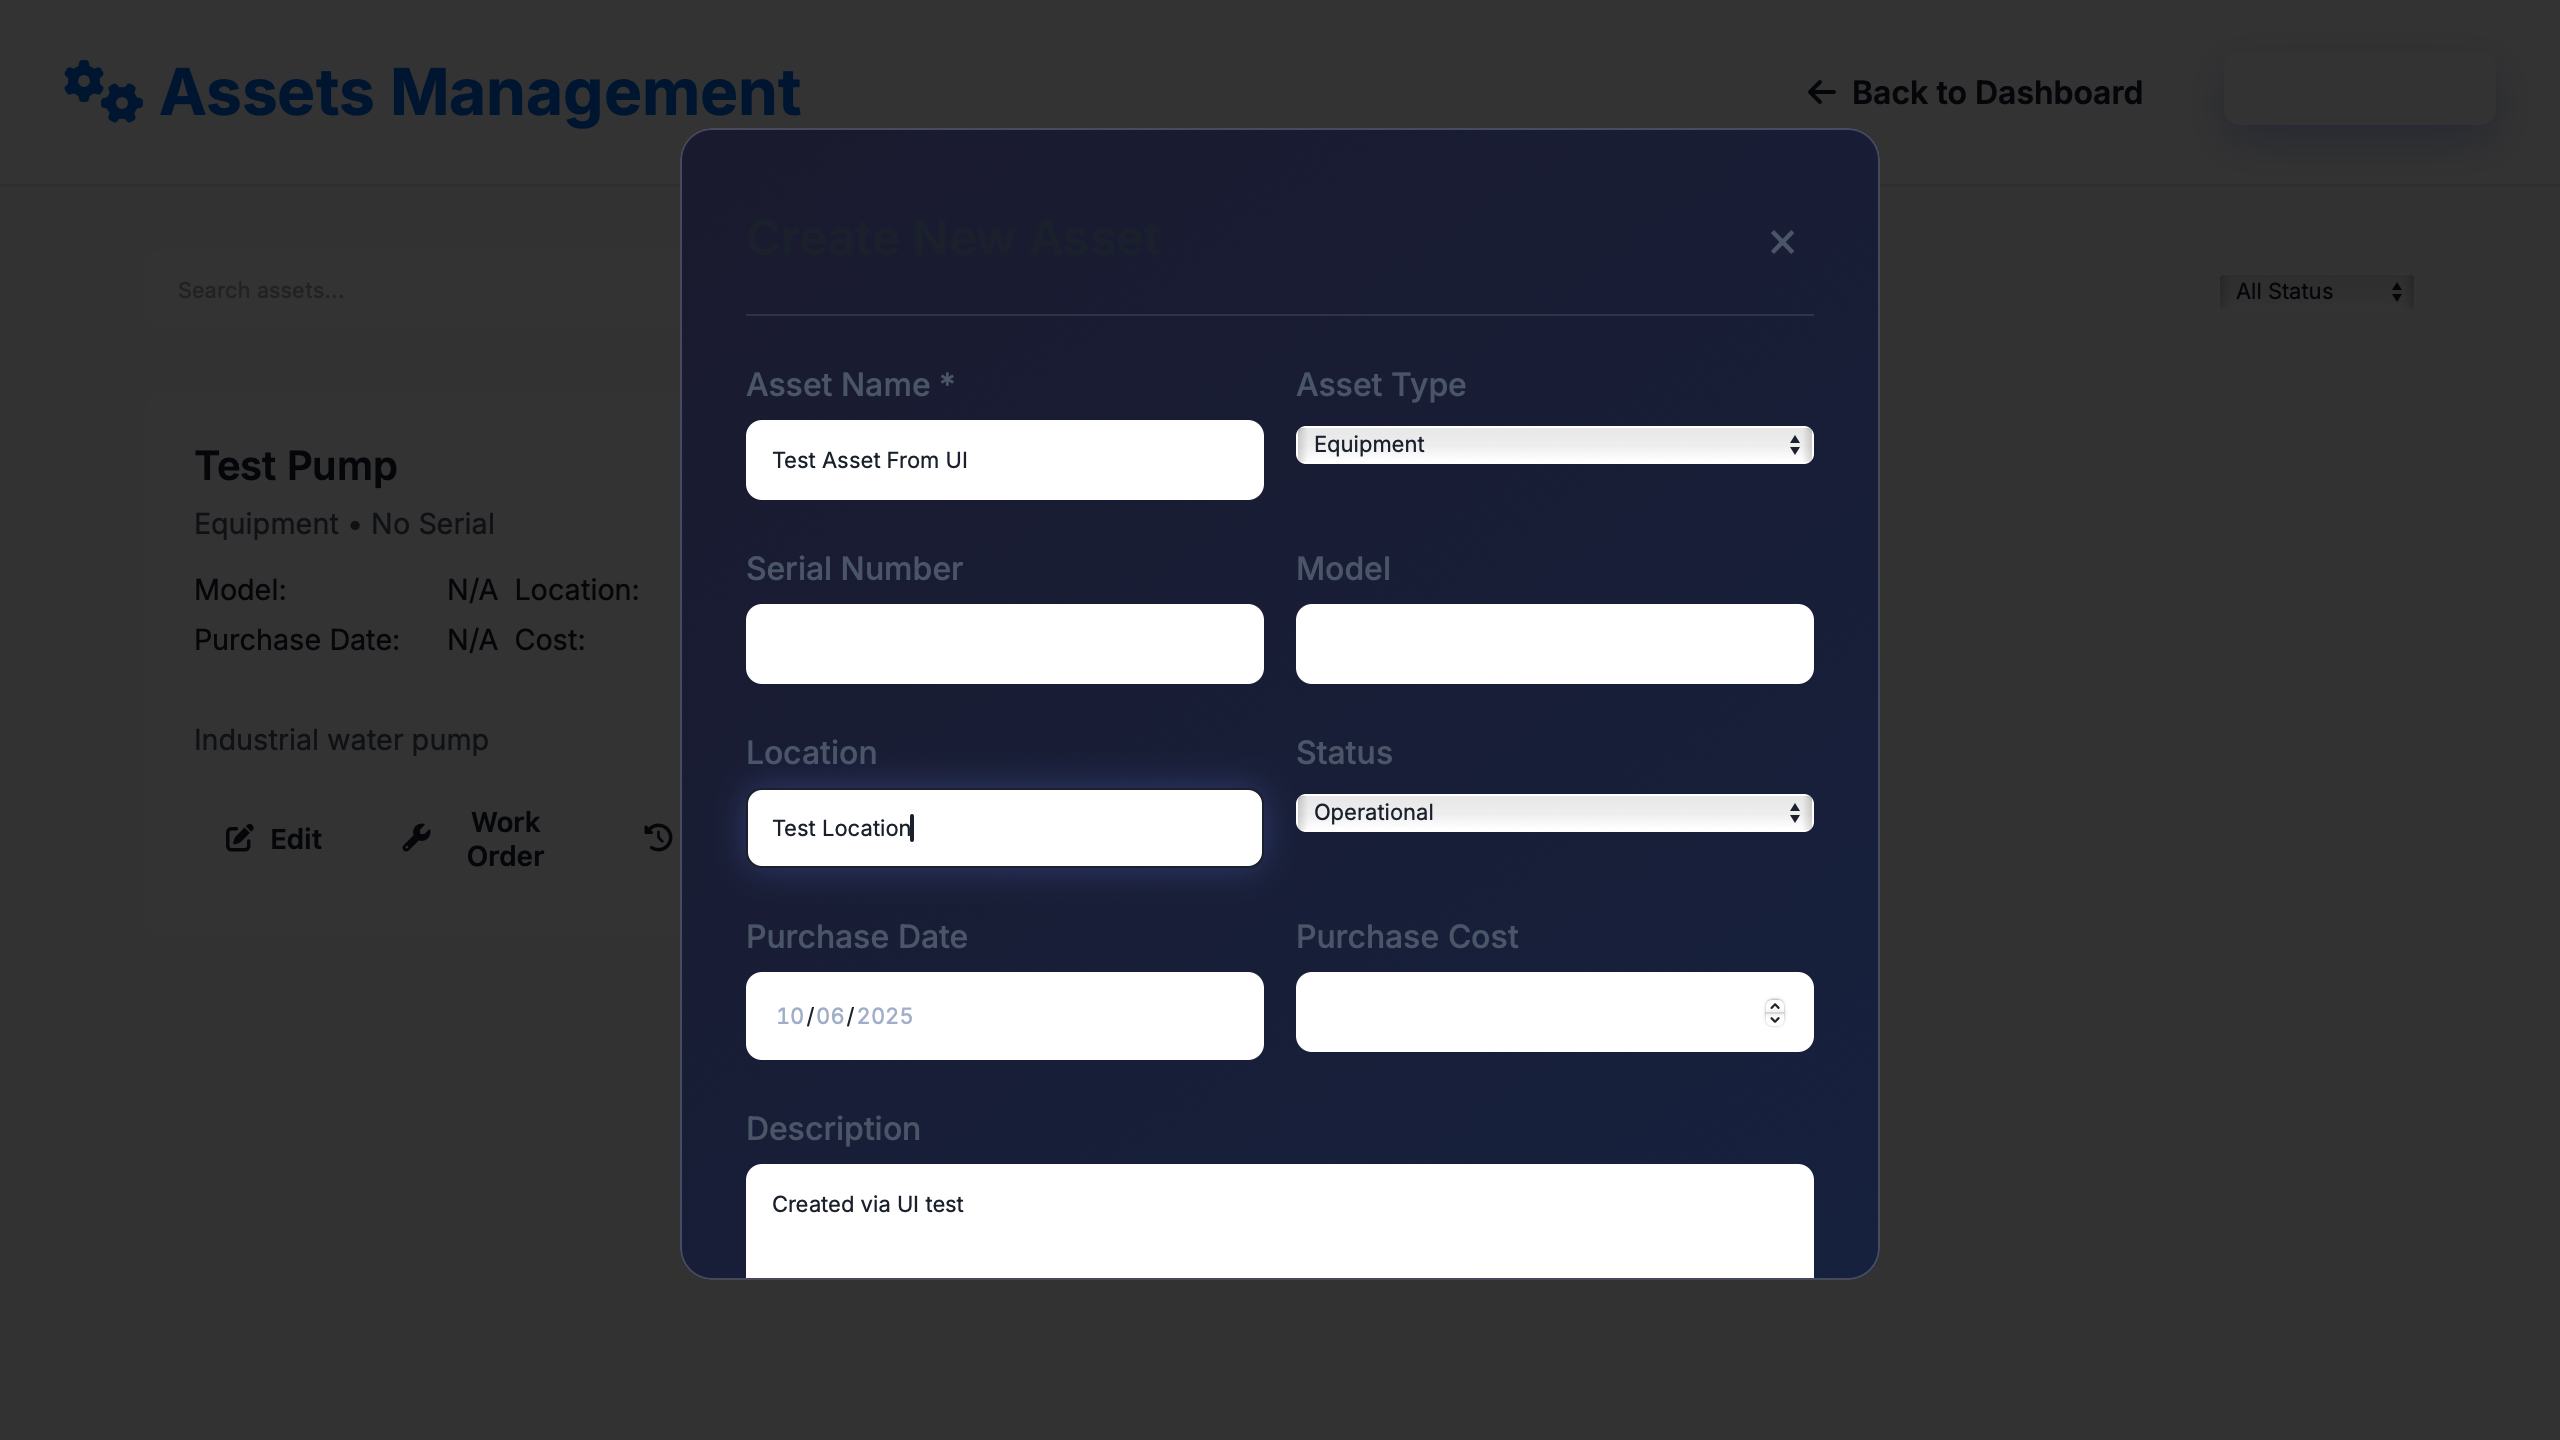 Assets Management
Back to Dashboard
Search assets...
All Status
Test Pump
Equipment • No Serial
Model: N/A Location:
Purchase Date: N/A Cost:
Industrial water pump
Edit
Work
Order
Create New Asset
Asset Name *
Asset Type
Test Asset From UI
Equipment
Serial Number
Model
Location
Status
Test Location
Operational
Purchase Date
Purchase Cost
10/06/2025
Description
Created via UI test